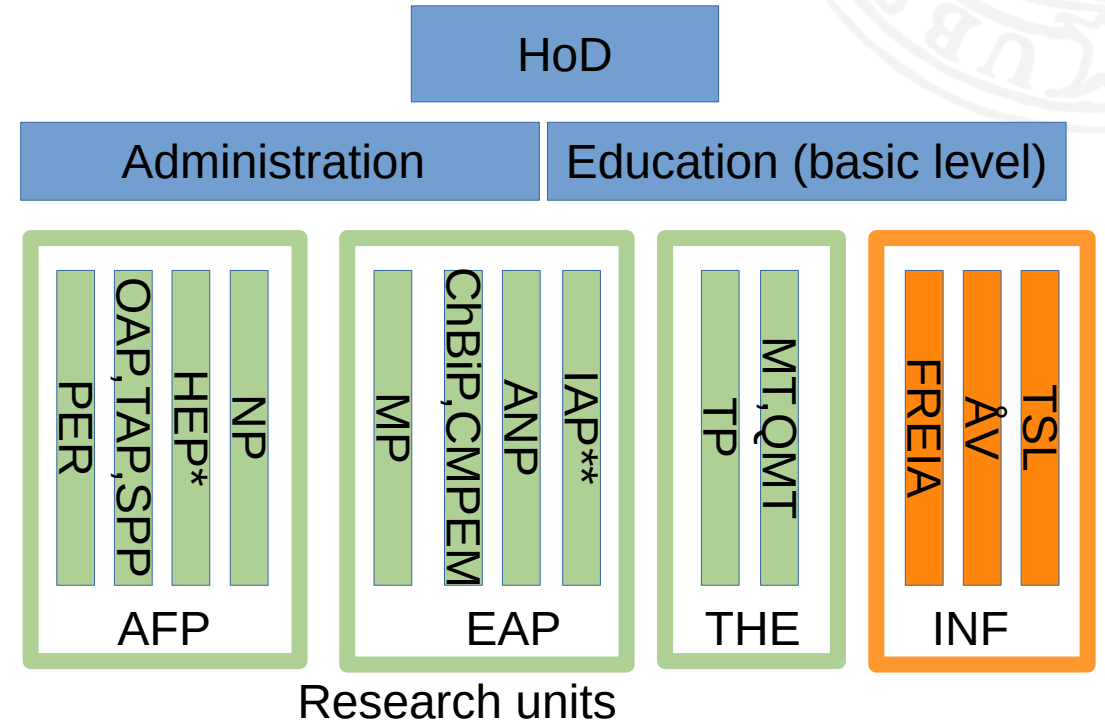 HoD
Administration
Education (basic level)
PER
OAP,TAP,SPP
HEP*
NP
AFP
MP
ChBiP,CMPEM
ANP
IAP**
EAP
TP
MT,QMT
THE
FREIA
ÅV
TSL
INF
Research units